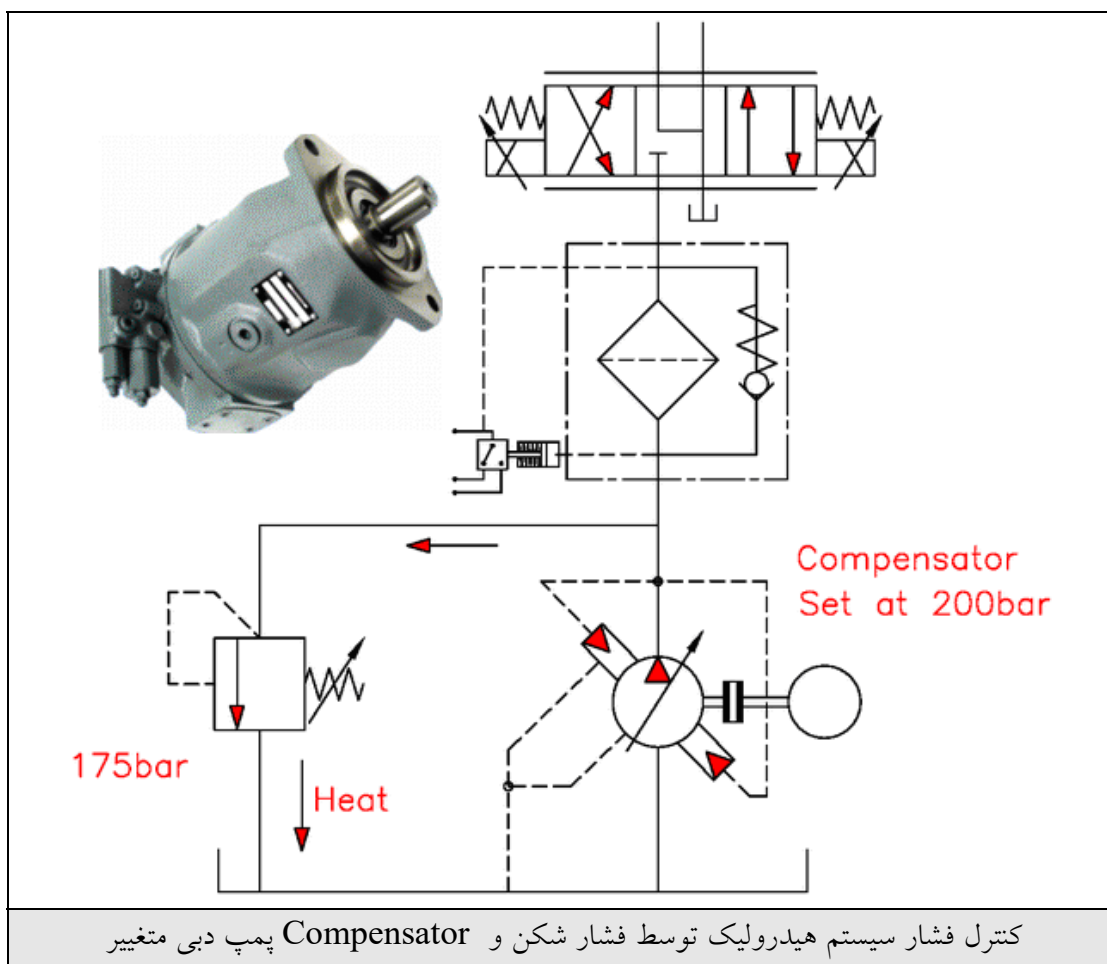 Compensator
Set at 200bar
175bar
Heat
کنترل فشار سیستم هیدرولیک توسط فشار شکن و Compensator پمپ دبی متغییر